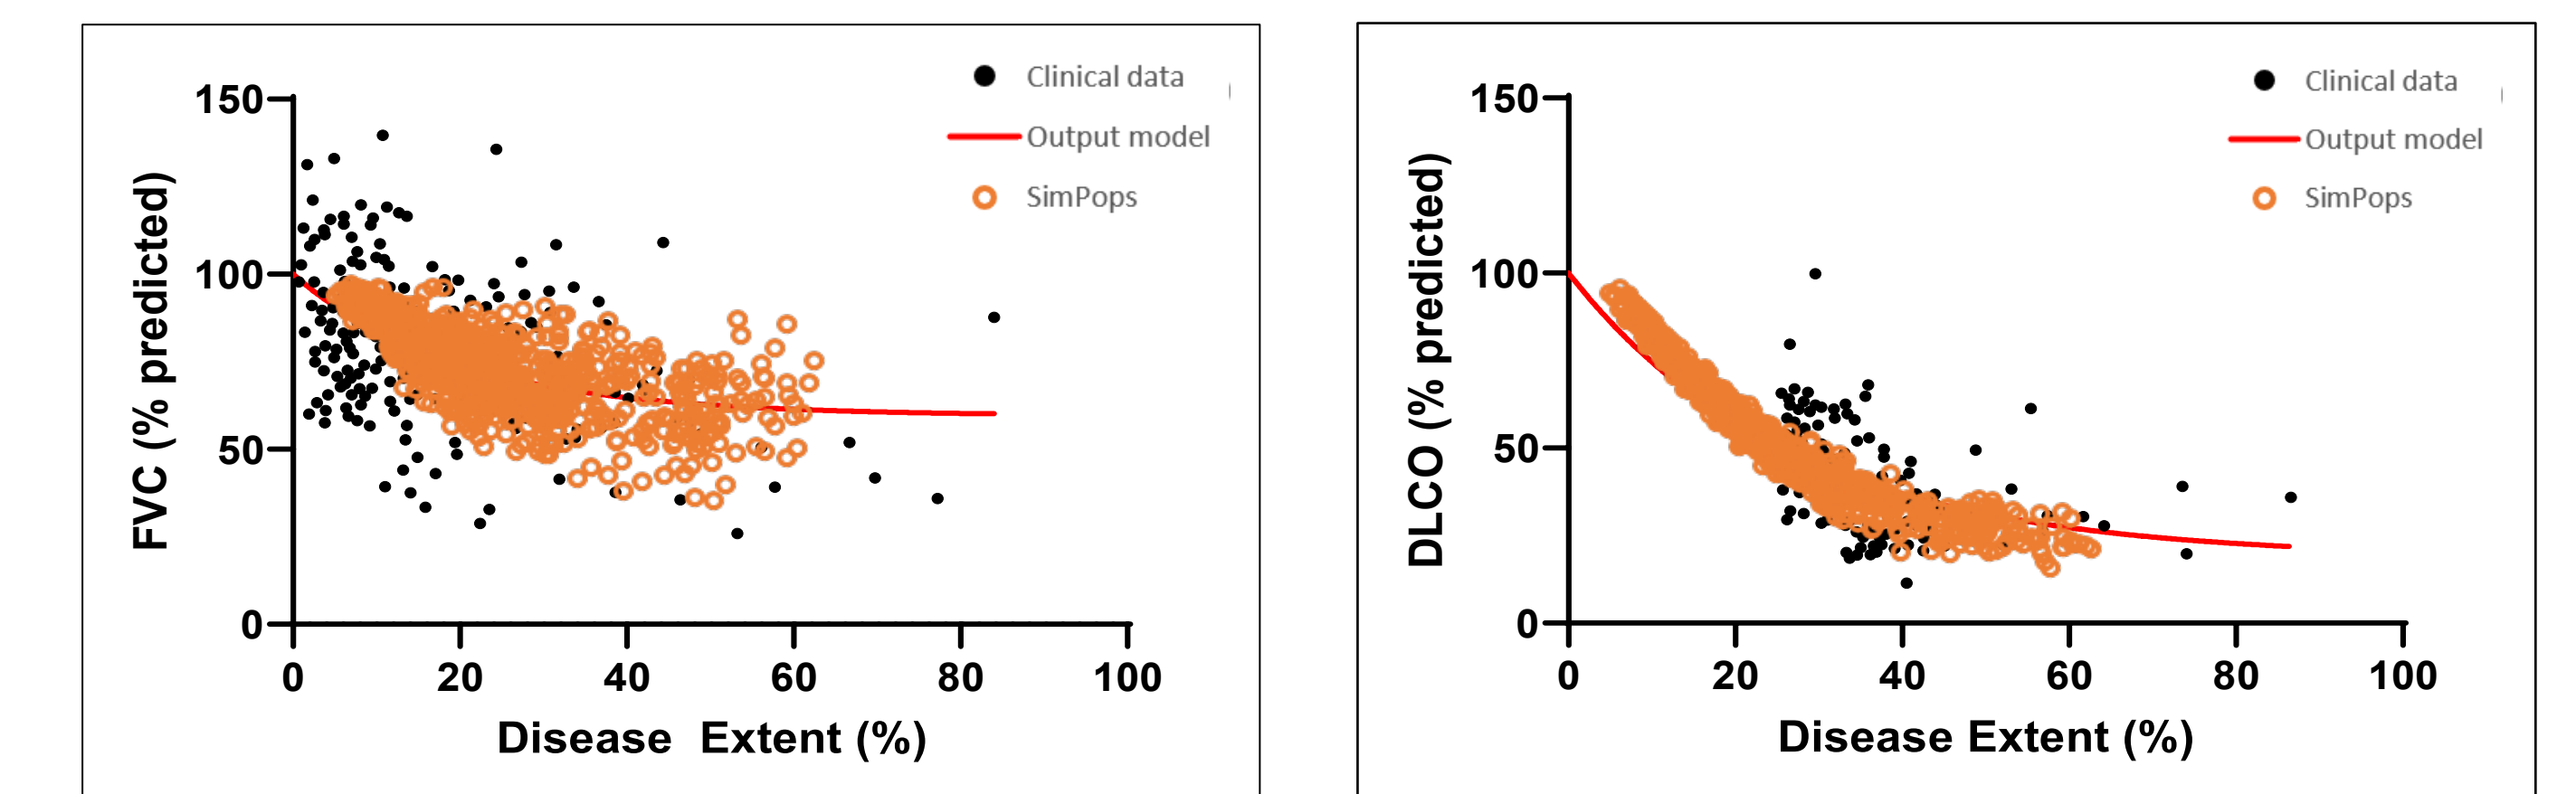 Clinical data
Output model
SimPops
150
100
50
0
FVC (% predicted)
0 20 40 60 80 100
Disease Extent (%)
Clinical data
Output model
SimPops
150
100
50
0
DLCO (% predicted)
0 20 40 60 80 100
Disease Extent (%)